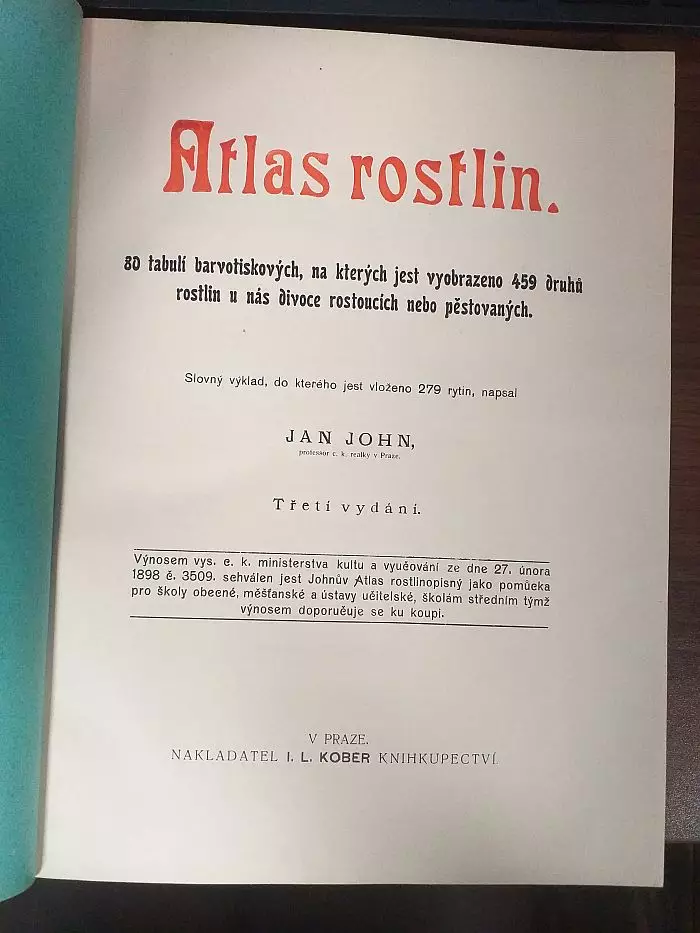 Atlas rostlin.
80 tabulí barvotiskových, na kterých jest vyobrazeno 459 druhů
rostlin u nás divoce rostoucích nebo pěstovaných.
Slovný výklad, do kterého jest vloženo 279 rytin, napsal
JAN JOHN,
professor c. k. realky v Praze.
Třetí vydání.
Výnosem vys. c. k. ministerstva kultu a vyučování ze dne 27. února
1898 č. 3509. schválen jest Johnův Atlas rostlinopisný jako pomůcka
pro školy obecné, měšťanské a ústavy učitelské, školám středním týmž
výnosem doporučuje se ku koupi.
V PRAZE.
NAKLADATEL I. L. KOBER KNIHKUPECTVÍ.